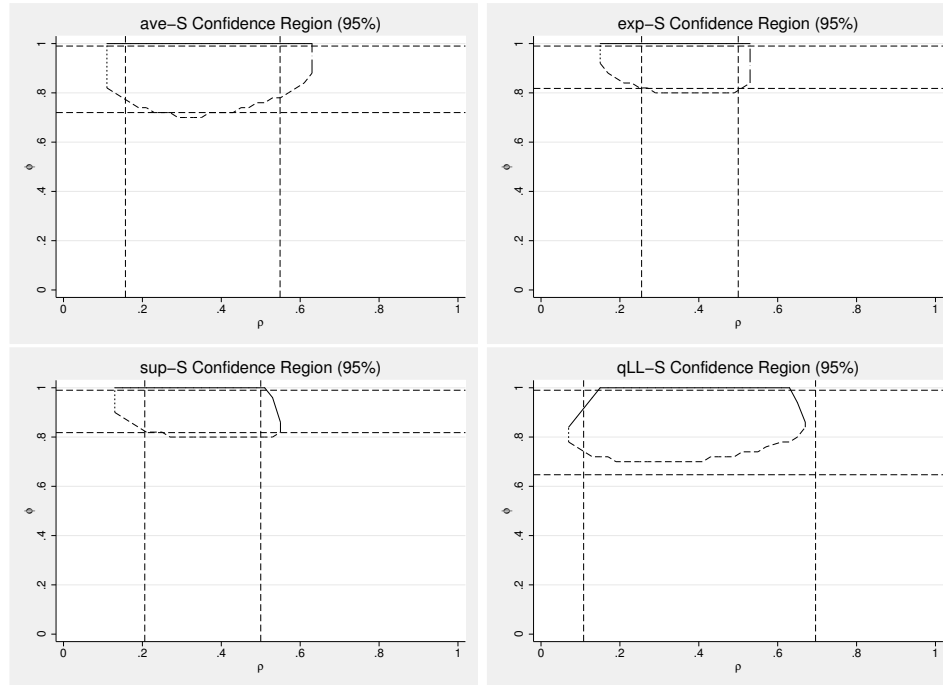 ave−S Confidence Region (95%)
1
.8
.6
.4
.2
0
ϕ
0 .2 .4 .6 .8 1
ρ
exp−S Confidence Region (95%)
1
.8
.6
.4
.2
0
ϕ
0 .2 .4 .6 .8 1
ρ
sup−S Confidence Region (95%)
1
.8
.6
.4
.2
0
ϕ
0 .2 .4 .6 .8 1
ρ
qLL−S Confidence Region (95%)
1
.8
.6
.4
.2
0
ϕ
0 .2 .4 .6 .8 1
ρ